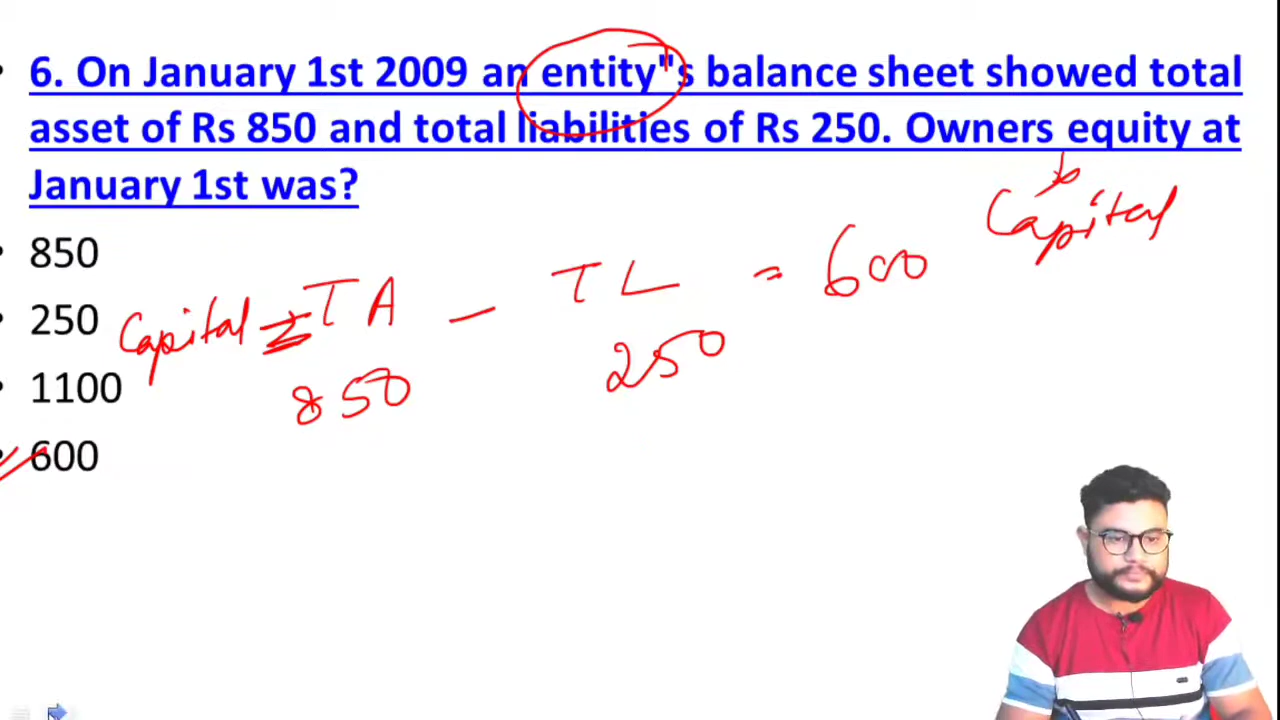 6. On January 1st 2009 an entity"s balance sheet showed total
asset of Rs 850 and total liabilities of Rs 250. Owners equity at
January 1st was?
Capital
850
Capital = TA - TL = 600
250
850 250
1100
600